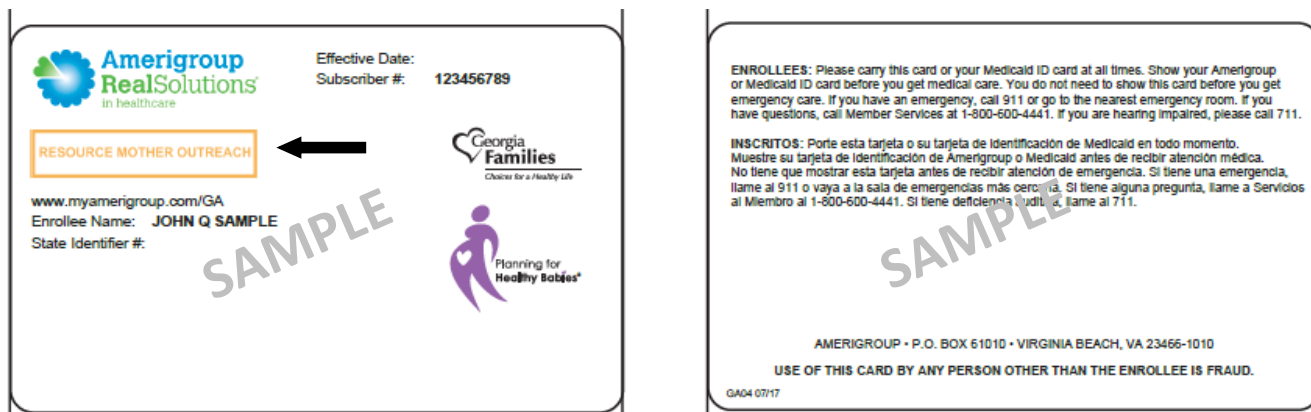 Amerigroup
RealSolutions®
in healthcare
Effective Date:
Subscriber #: 123456789
RESOURCE MOTHER OUTREACH
Georgia
Families
Choices for a Healthy Life
www.myamerigroup.com/GA
Enrollee Name: JOHN Q SAMPLE
State Identifier #:
SAMPLE
Planning for
Healthy Babies®
ENROLLEES: Please carry this card or your Medicaid ID card at all times. Show your Amerigroup
or Medicaid ID card before you get medical care. You do not need to show this card before you get
emergency care. If you have an emergency, call 911 or go to the nearest emergency room. If you
have questions, call Member Services at 1-800-600-4441. If you are hearing impaired, please call 711.
INSCRITOS: Porte esta tarjeta o su tarjeta de identificación de Medicaid en todo momento.
Muestre su tarjeta de identificación de Amerigroup o Medicaid antes de recibir atención médica.
No tiene que mostrar esta tarjeta antes de recibir atención de emergencia. Si tiene una emergencia,
llame al 911 o vaya a la sala de emergencias más cercana. Si tiene alguna pregunta, llame a Servicios
al Miembro al 1-800-600-4441. Si tiene deficiencia auditiva, llame al 711.
SAMPLE
AMERIGROUP • P.O. BOX 61010 • VIRGINIA BEACH, VA 23466-1010
USE OF THIS CARD BY ANY PERSON OTHER THAN THE ENROLLEE IS FRAUD.
GA04 07/17